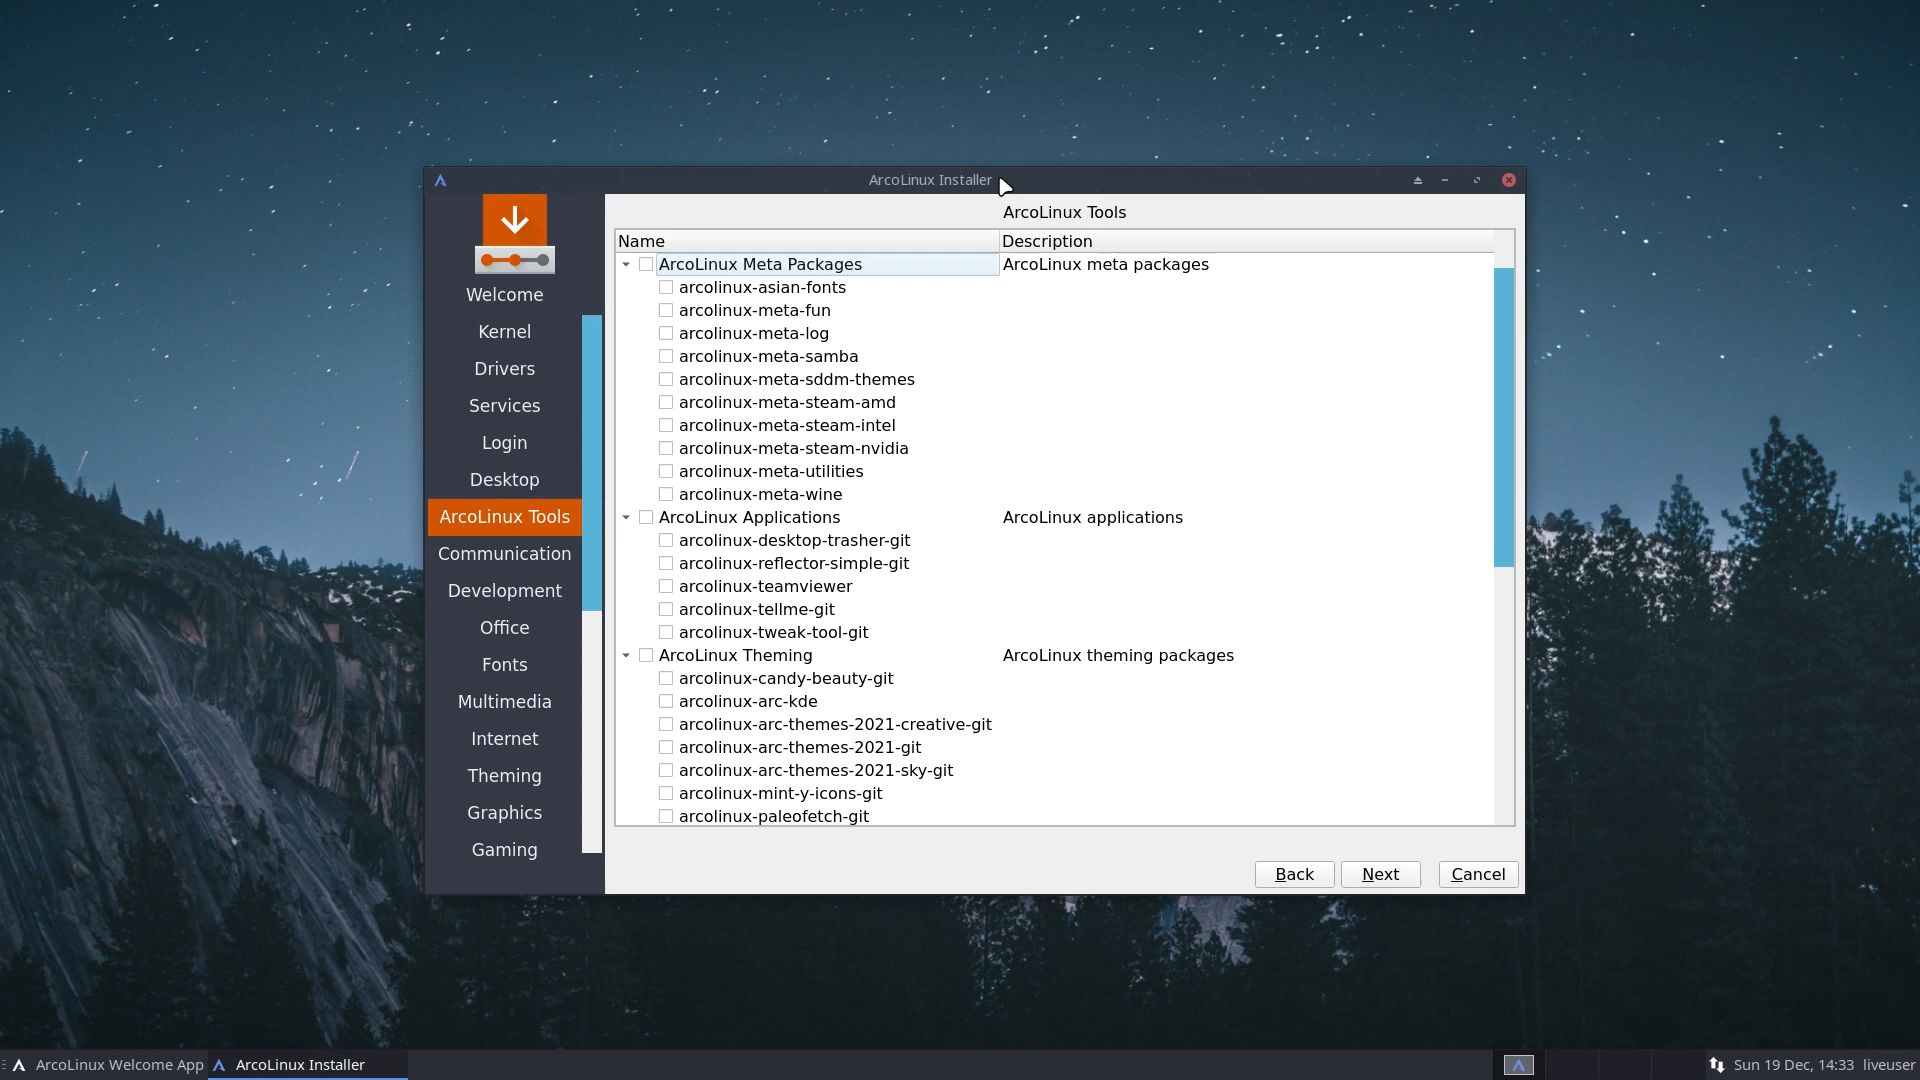 ArcoLinux Installer
Welcome
Kernel
Drivers
Services
Login
Desktop
ArcoLinux Tools
Communication
Development
Office
Fonts
Multimedia
Internet
Theming
Graphics
Gaming
ArcoLinux Tools
Name Description
ArcoLinux Meta Packages ArcoLinux meta packages
arcolinux-asian-fonts
arcolinux-meta-fun
arcolinux-meta-log
arcolinux-meta-samba
arcolinux-meta-sddm-themes
arcolinux-meta-steam-amd
arcolinux-meta-steam-intel
arcolinux-meta-steam-nvidia
arcolinux-meta-utilities
arcolinux-meta-wine
ArcoLinux Applications ArcoLinux applications
arcolinux-desktop-trasher-git
arcolinux-reflector-simple-git
arcolinux-teamviewer
arcolinux-tellme-git
arcolinux-tweak-tool-git
ArcoLinux Theming ArcoLinux theming packages
arcolinux-candy-beauty-git
arcolinux-arc-kde
arcolinux-arc-themes-2021-creative-git
arcolinux-arc-themes-2021-git
arcolinux-arc-themes-2021-sky-git
arcolinux-mint-y-icons-git
arcolinux-paleofetch-git
Back Next Cancel
ArcoLinux Welcome App ArcoLinux Installer Sun 19 Dec, 14:33 liveuser